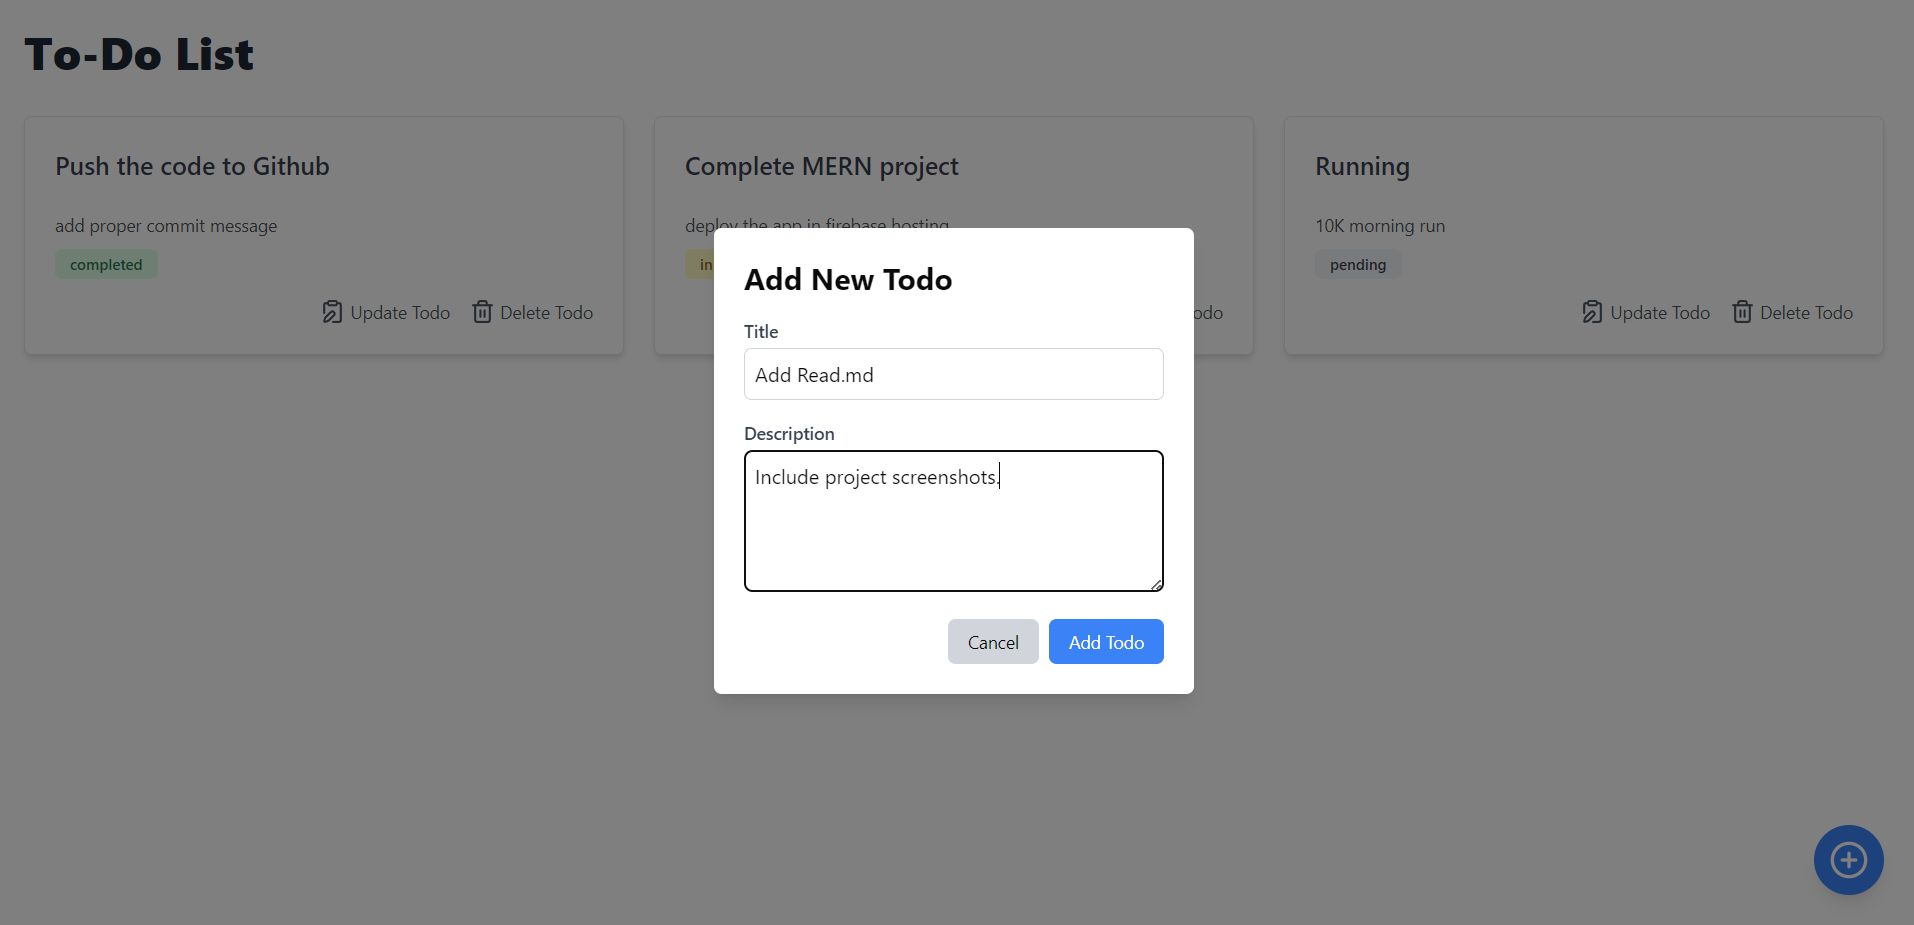 To-Do List
Push the code to Github
add proper commit message
completed
Update Todo
Delete Todo
Complete MERN project
deploy the app in firebase hosting
in
odo
Running
10K morning run
pending
Update Todo
Delete Todo
Add New Todo
Title
Add Read.md
Description
Include project screenshots.
Cancel
Add Todo